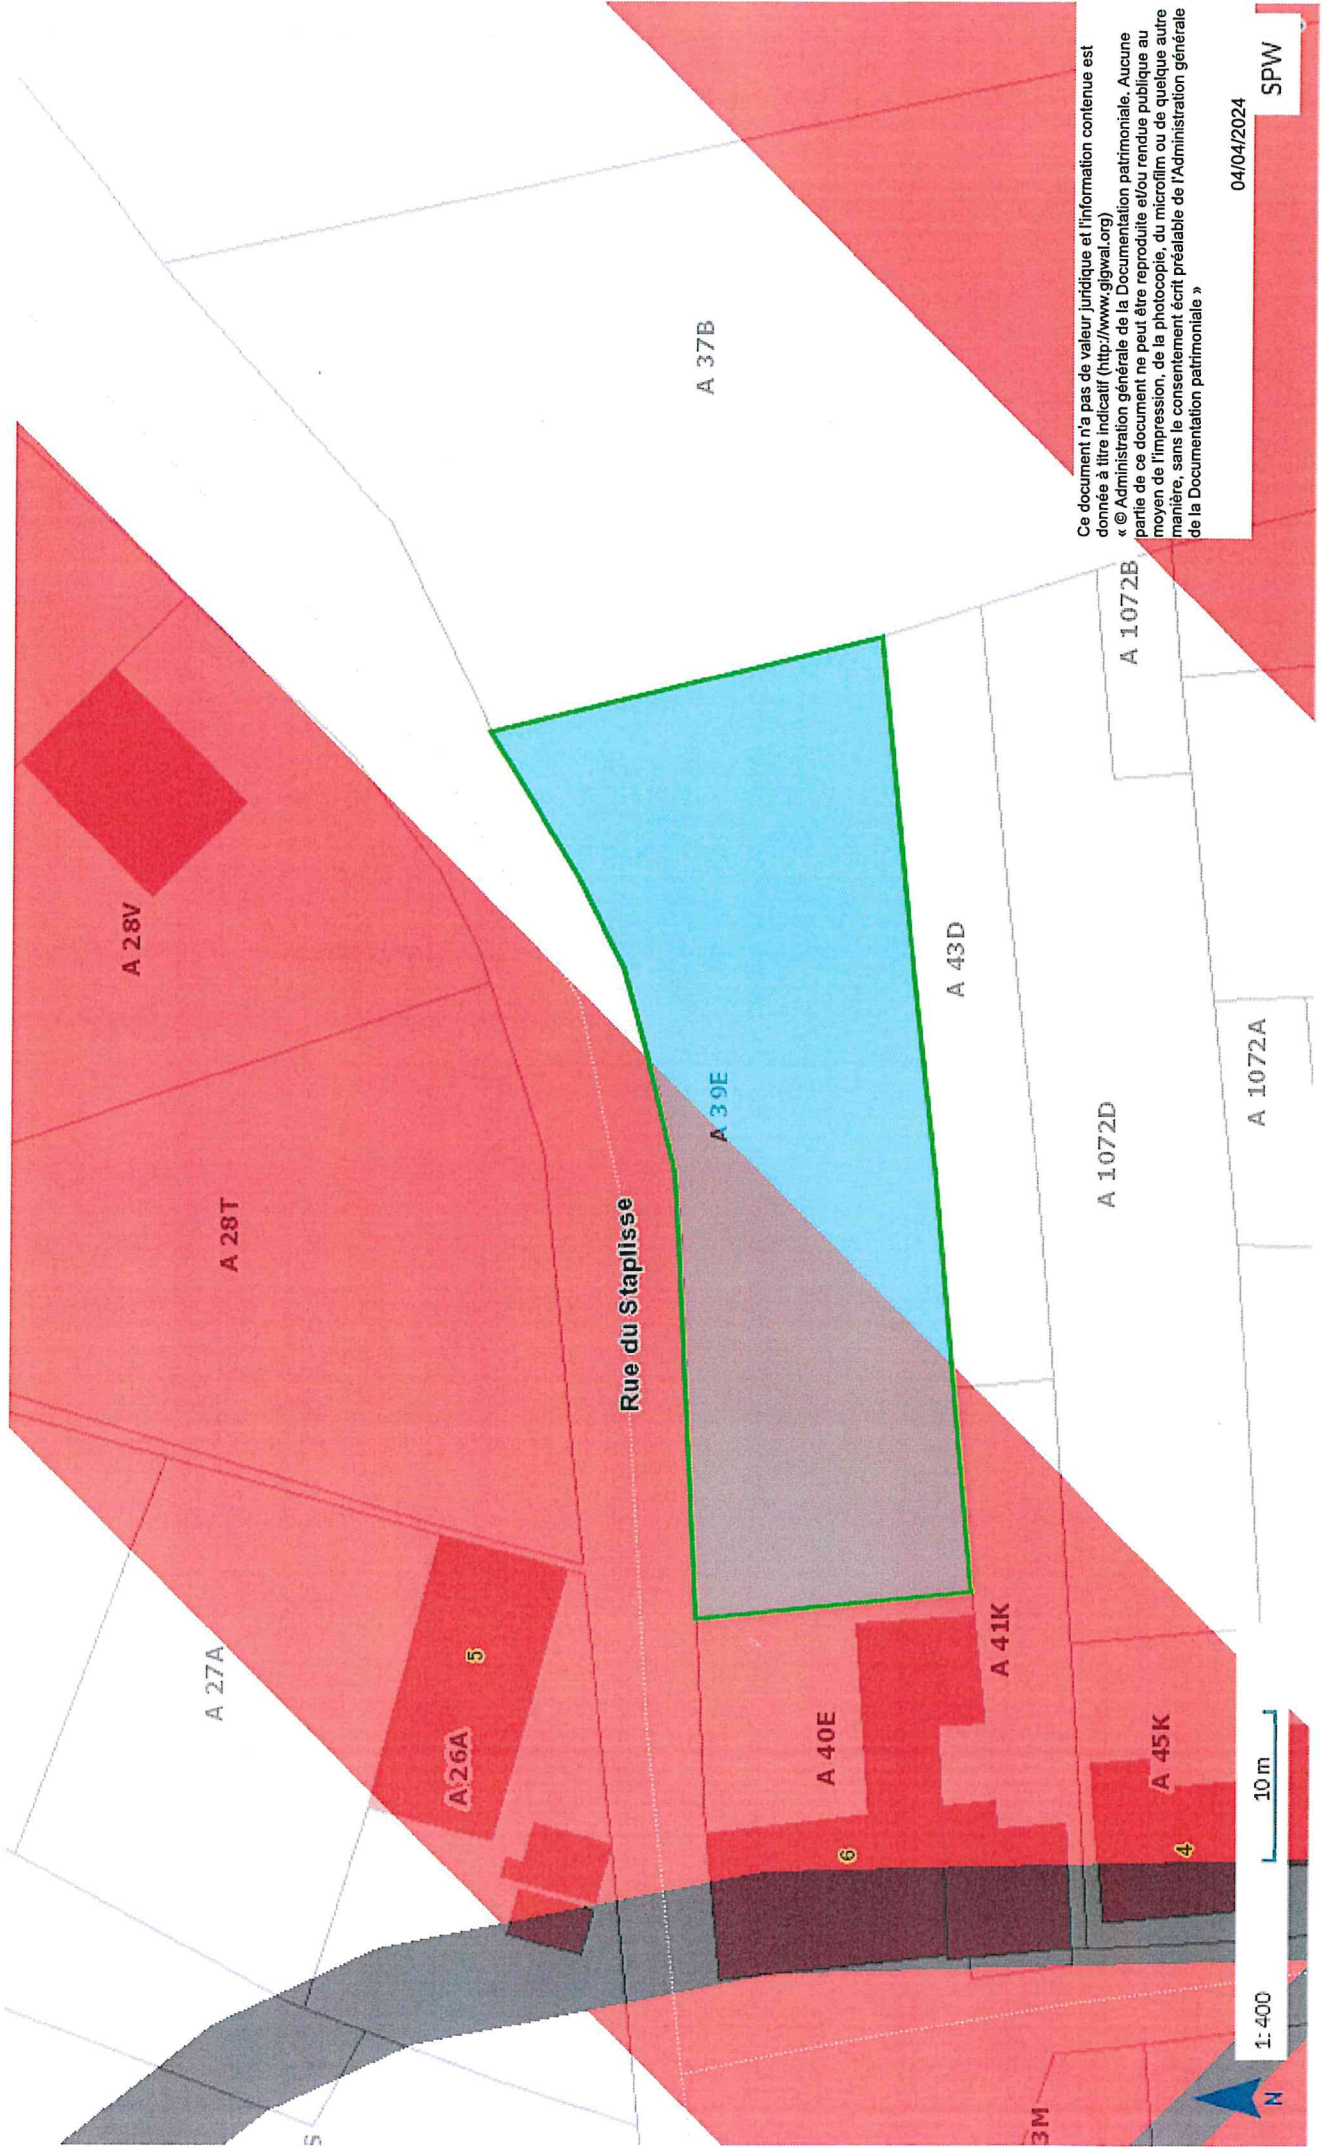 A 28V
A 28T
A 27A
A 26A
5
Rue du Staplisse
A 37B
A 39E
A 43D
A 1072B
A 1072D
A 1072A
A 40E
6
A 41K
A 45K
4
3M
N
1: 400
10 m
Ce document n'a pas de valeur juridique et l'information contenue est
donnée à titre indicatif (http://www.gigwal.org)
« © Administration générale de la Documentation patrimoniale. Aucune
partie de ce document ne peut être reproduite et/ou rendue publique au
moyen de l'impression, de la photocopie, du microfilm ou de quelque autre
manière, sans le consentement écrit préalable de l'Administration générale
de la Documentation patrimoniale »
04/04/2024
SPW